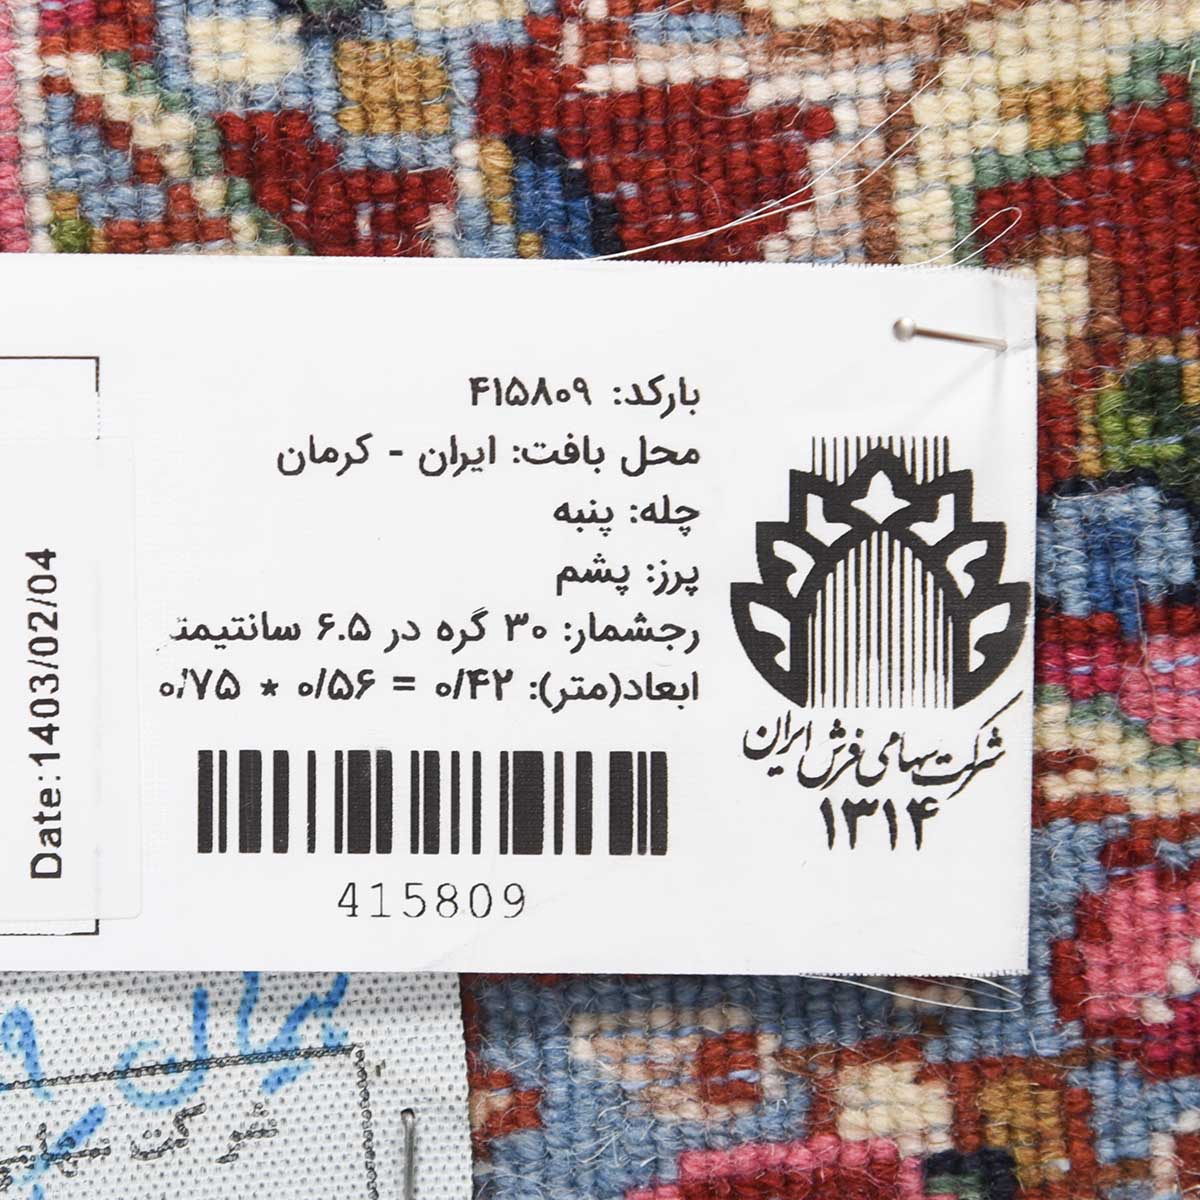 بارکد: ۴۱۵۸۰۹
محل بافت: ایران - کرمان
چله: پنبه
پرز: پشم
رجشمار: ۳۰ گره در ۶.۵ سانتیمتر
ابعاد(متر): ۰/۴۲ = ۰/۵۶ * ۰/۷۵
415809
شرکت سهامی فرش ایران
۱۳۱۴
Date:1403/02/04